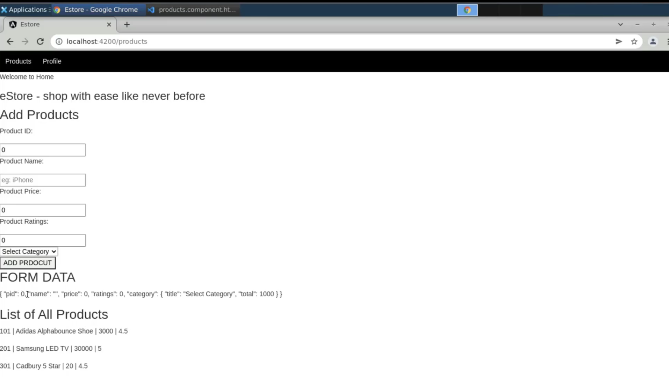 Applications :
Estore - Google Chrome
products.component.ht...
Estore
localhost:4200/products
Products
Profile
Welcome to Home
eStore - shop with ease like never before
Add Products
Product ID:
0
Product Name:
eg: iPhone
Product Price:
0
Product Ratings:
0
Select Category
ADD PRDOCUT
FORM DATA
{ "pid": 0, "name": "", "price": 0, "ratings": 0, "category": { "title": "Select Category", "total": 1000 } }
List of All Products
101 | Adidas Alphabounce Shoe | 3000 | 4.5
201 | Samsung LED TV | 30000 | 5
301 | Cadbury 5 Star | 20 | 4.5